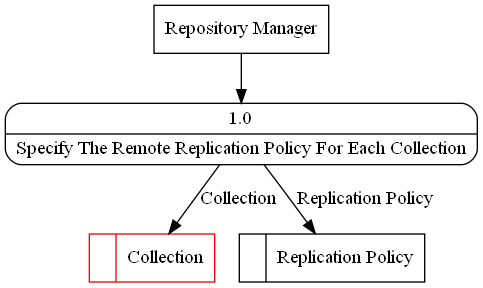 Repository Manager
1.0
Specify The Remote Replication Policy For Each Collection
Collection
Replication Policy
Collection
Replication Policy